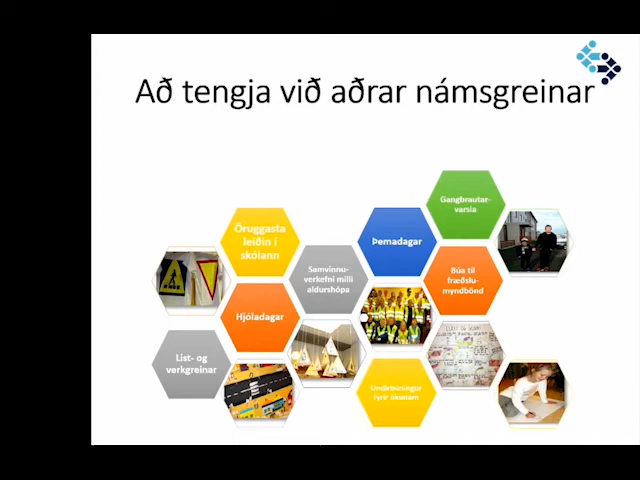 Að tengja við aðrar námsgreinar
Gangbrautar-
varsla
Öruggasta
leiðin í
skólann
Þemadagar
Samvinnu-
verkefni milli
aldurshópa
Búa til
fræðslu-
myndbönd
Hjóladagar
List- og
verkgreinar
Undirbúningur
fyrir ökunám